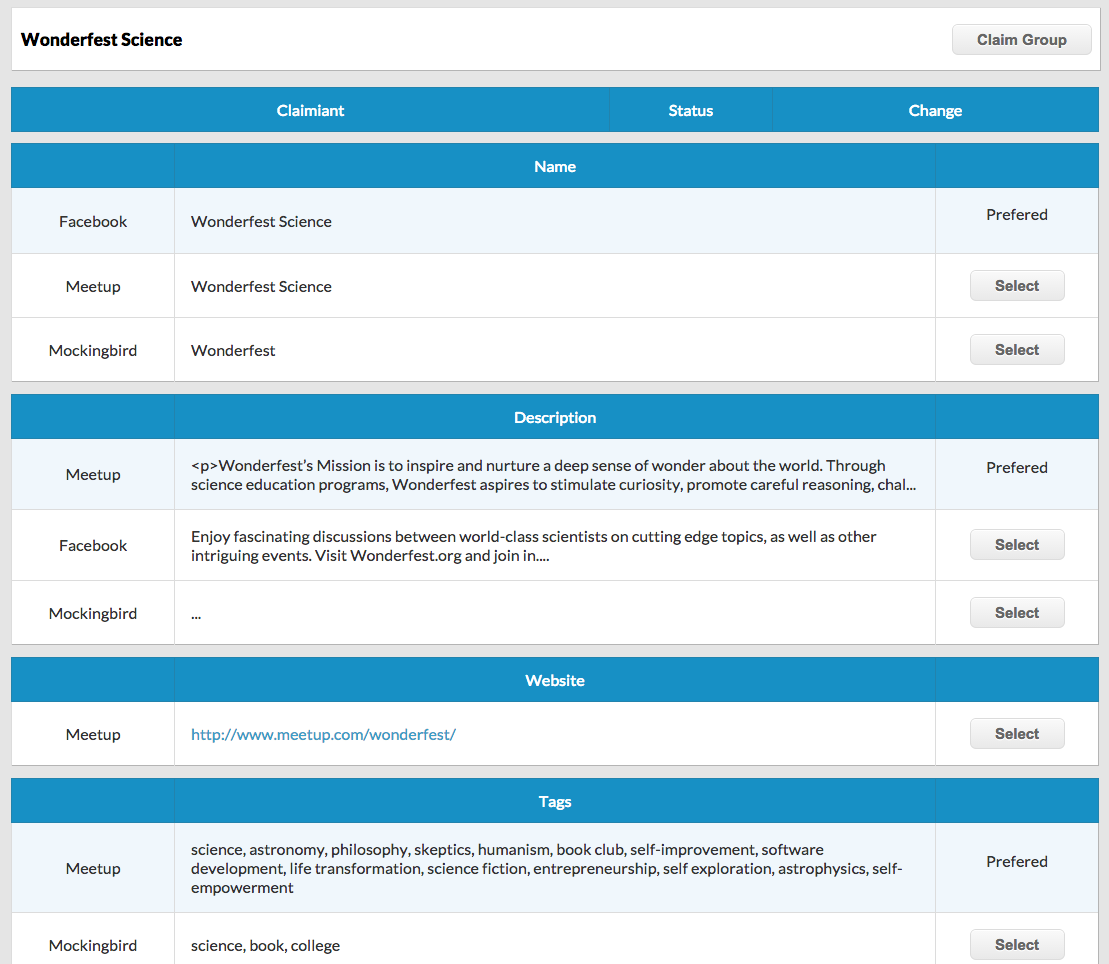 Wonderfest Science
Claim Group
Claimiant Status Change
Name
Facebook Wonderfest Science Prefered
Meetup Wonderfest Science Select
Mockingbird Wonderfest Select
Description
Meetup <p>Wonderfest’s Mission is to inspire and nurture a deep sense of wonder about the world. Through
science education programs, Wonderfest aspires to stimulate curiosity, promote careful reasoning, chal...
Prefered
Facebook Enjoy fascinating discussions between world-class scientists on cutting edge topics, as well as other
intriguing events. Visit Wonderfest.org and join in....
Select
Mockingbird ... Select
Website
Meetup http://www.meetup.com/wonderfest/ Select
Tags
Meetup science, astronomy, philosophy, skeptics, humanism, book club, self-improvement, software
development, life transformation, science fiction, entrepreneurship, self exploration, astrophysics, self-
empowerment
Prefered
Mockingbird science, book, college Select